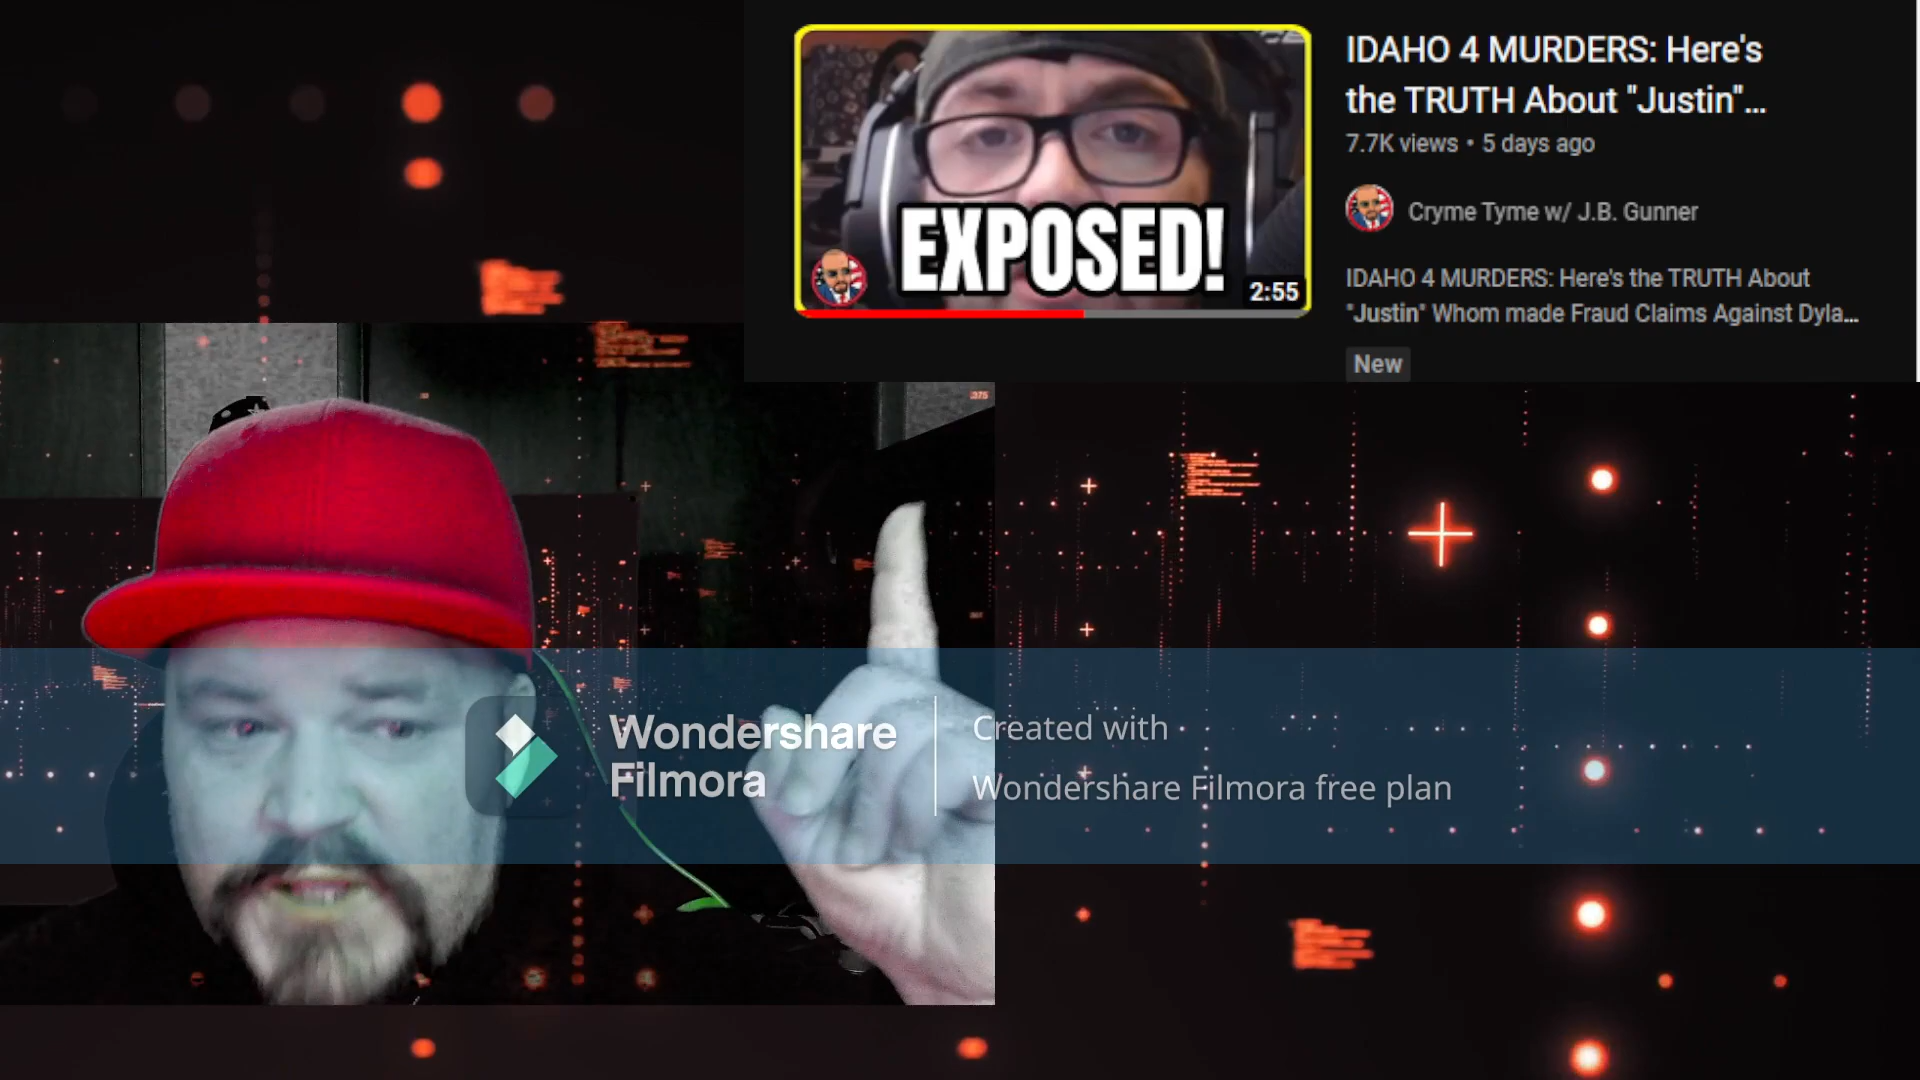 IDAHO 4 MURDERS: Here's
the TRUTH About "Justin"...
7.7K views • 5 days ago
Cryme Tyme w/ J.B. Gunner
IDAHO 4 MURDERS: Here's the TRUTH About
"Justin" Whom made Fraud Claims Against Dyla...
New
EXPOSED!
2:55
Wondershare
Filmora
Created with
Wondershare Filmora free plan